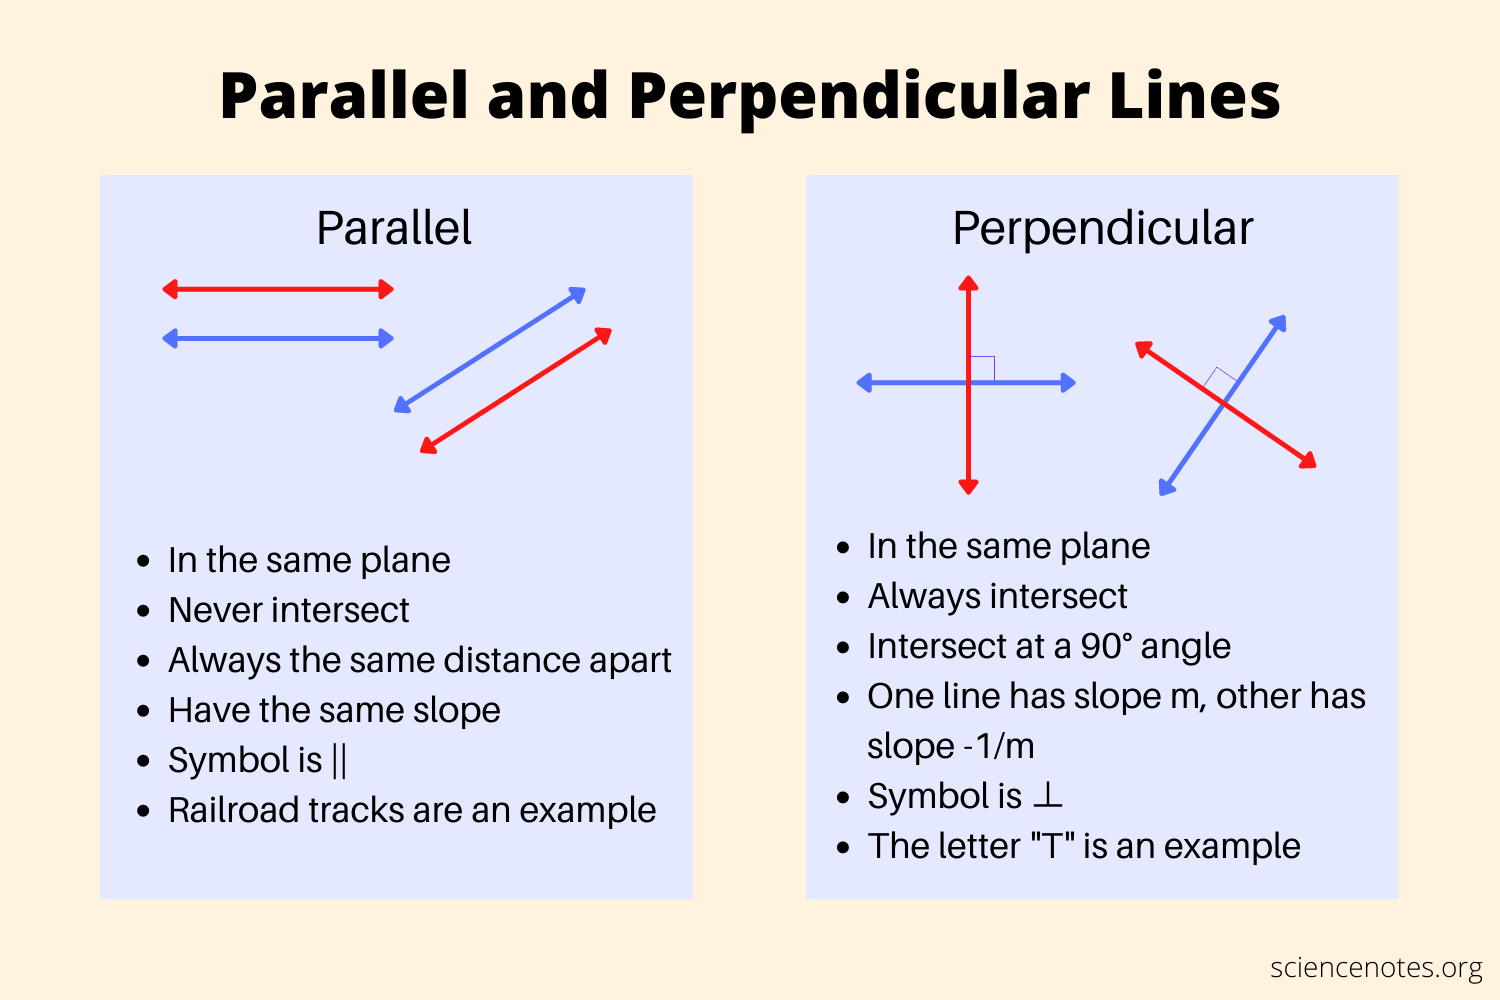 Parallel and Perpendicular Lines
Parallel
• In the same plane
• Never intersect
• Always the same distance apart
• Have the same slope
• Symbol is ||
• Railroad tracks are an example
Perpendicular
• In the same plane
• Always intersect
• Intersect at a 90° angle
• One line has slope m, other has
slope -1/m
• Symbol is ⊥
• The letter "T" is an example
sciencenotes.org